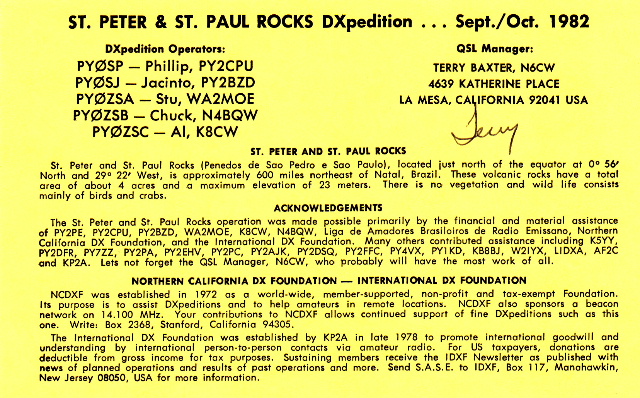 ST. PETER & ST. PAUL ROCKS DXpedition . . . Sept./Oct. 1982
DXpedition Operators:
PYØSP — Phillip, PY2CPU
PYØSJ — Jacinto, PY2BZD
PYØZSA — Stu, WA2MOE
PYØZSB — Chuck, N4BQW
PYØZSC — Al, K8CW
QSL Manager:
TERRY BAXTER, N6CW
4639 KATHERINE PLACE
LA MESA, CALIFORNIA 92041 USA
Terry
ST. PETER AND ST. PAUL ROCKS
St. Peter and St. Paul Rocks (Penedos de Sao Pedro e Sao Paulo), located just north of the equator at 0° 56'
North and 29° 22' West, is approximately 600 miles northeast of Natal, Brazil. These volcanic rocks have a total
area of about 4 acres and a maximum elevation of 23 meters. There is no vegetation and wild life consists
mainly of birds and crabs.
ACKNOWLEDGEMENTS
The St. Peter and St. Paul Rocks operation was made possible primarily by the financial and material assistance
of PY2PE, PY2CPU, PY2BZD, WA2MOE, K8CW, N4BQW, Liga de Amadores Brasiloiros de Radio Emissano, Northern
California DX Foundation, and the International DX Foundation. Many others contributed assistance including K5YY,
PY2DFR, PY7ZZ, PY2PA, PY2EHV, PY2PC, PY2AJK, PY2DSQ, PY2FFC, PY4VX, PY1KD, KB8BJ, W2IYX, LIDXA, AF2C
and KP2A. Lets not forget the QSL Manager, N6CW, who probably will have the most work of all.
NORTHERN CALIFORNIA DX FOUNDATION — INTERNATIONAL DX FOUNDATION
NCDXF was established in 1972 as a world-wide, member-supported, non-profit and tax-exempt Foundation.
Its purpose is to assist DXpeditions and to help amateurs in remote locations. NCDXF also sponsors a beacon
network on 14.100 MHz. Your contributions to NCDXF allows continued support of fine DXpeditions such as this
one. Write: Box 2368, Stanford, California 94305.
The International DX Foundation was established by KP2A in late 1978 to promote international goodwill and
understanding by international person-to-person contacts via amateur radio. For US taxpayers, donations are
deductible from gross income for tax purposes. Sustaining members receive the IDXF Newsletter as published with
news of planned operations and results of past operations and more. Send S.A.S.E. to IDXF, Box 117, Manahawkin,
New Jersey 08050, USA for more information.